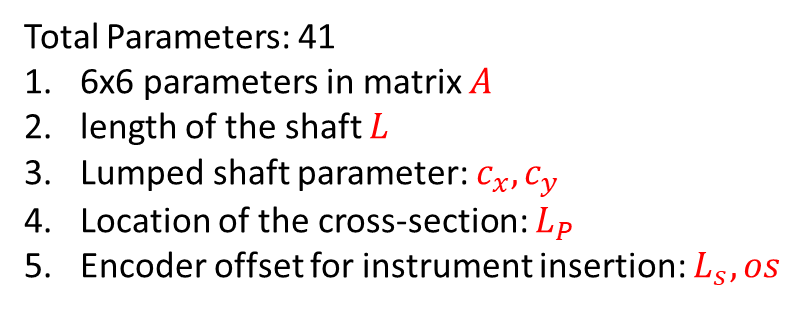 Total Parameters: 41
1. 6x6 parameters in matrix A
2. length of the shaft L
3. Lumped shaft parameter: cₓ, c_y
4. Location of the cross-section: L_P
5. Encoder offset for instrument insertion: L_s, os